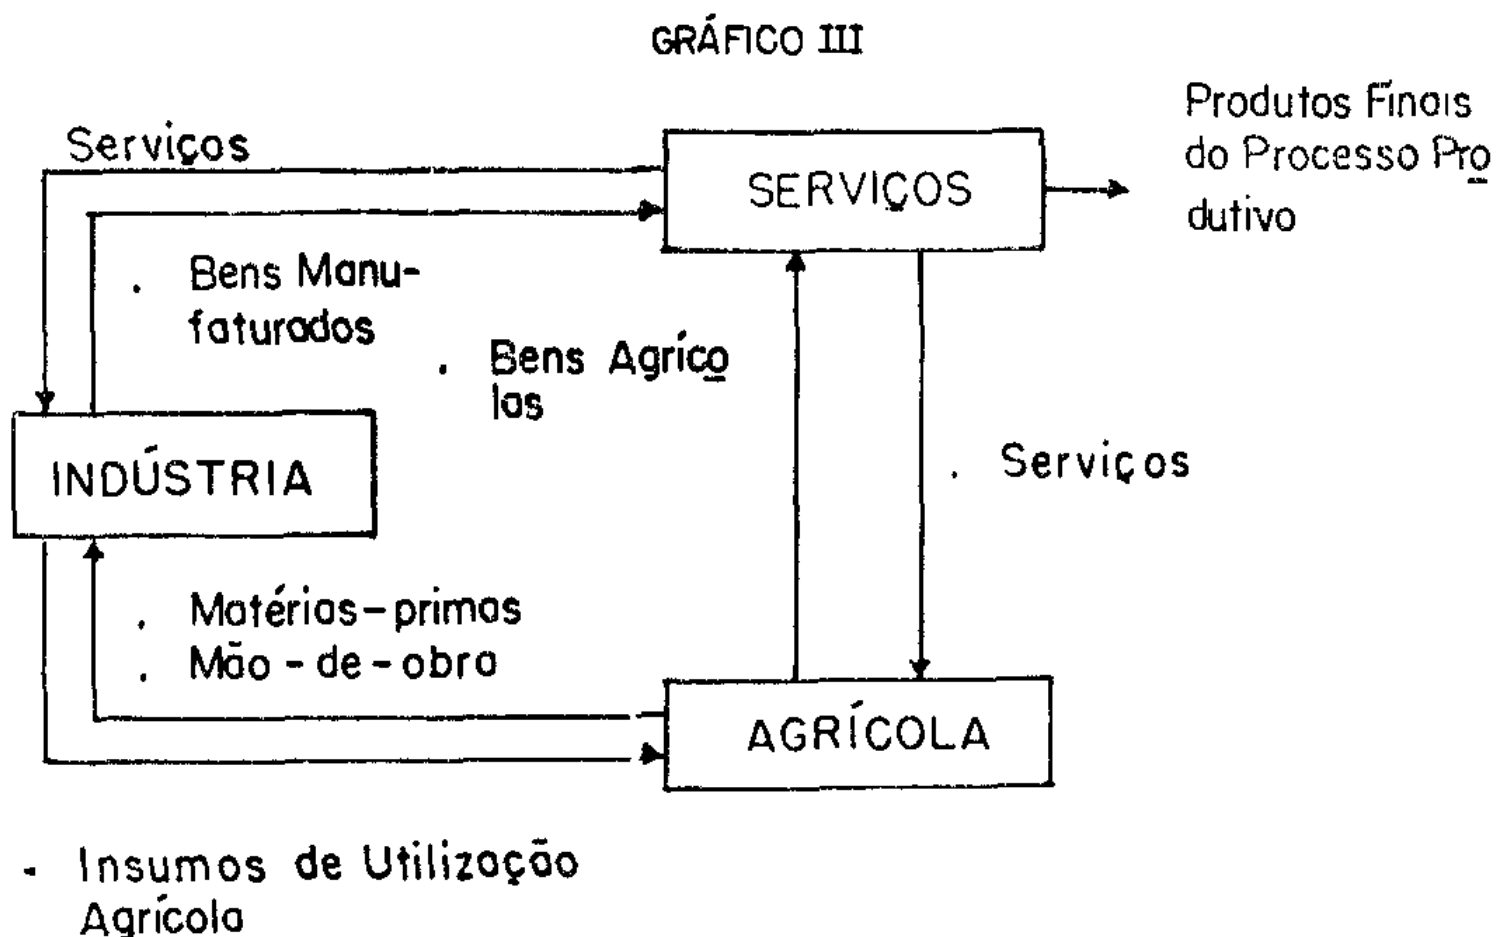 GRÁFICO III
Produtos Finais
do Processo Pro
dutivo
Serviços
SERVIÇOS
. Bens Manu-
faturados
. Bens Agríco
las
INDÚSTRIA
. Serviços
. Matérias-primas
. Mão-de-obra
AGRÍCOLA
- Insumos de Utilização
Agrícola